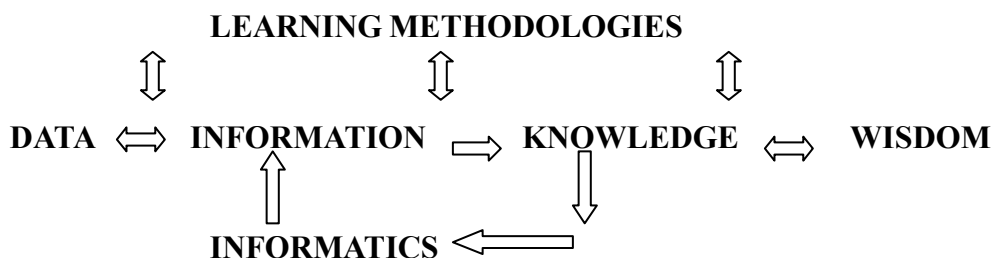 LEARNING METHODOLOGIES
DATA INFORMATION KNOWLEDGE WISDOM
INFORMATICS